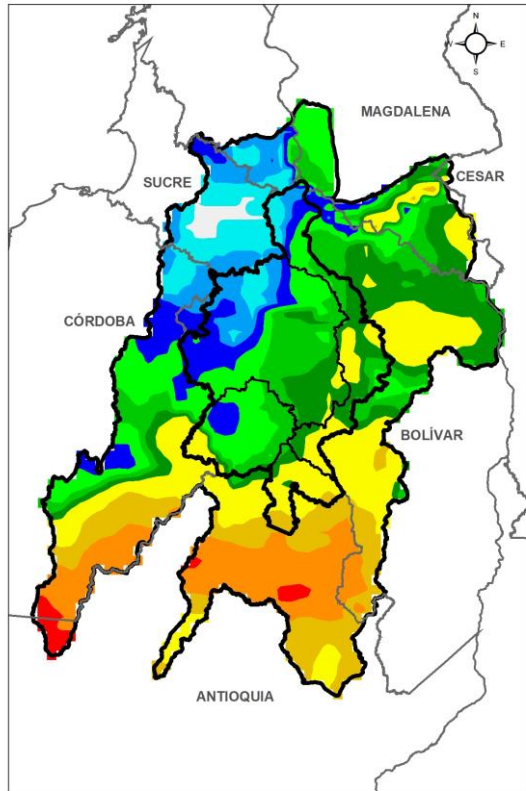 N
W E
S
MAGDALENA
CESAR
SUCRE
CÓRDOBA
BOLÍVAR
ANTIOQUIA